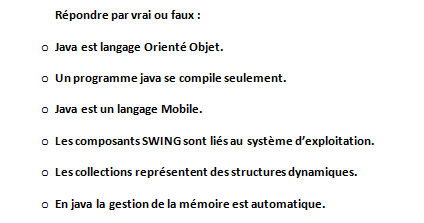 Répondre par vrai ou faux :
o Java est langage Orienté Objet.
o Un programme java se compile seulement.
o Java est un langage Mobile.
o Les composants SWING sont liés au système d'exploitation.
o Les collections représentent des structures dynamiques.
o En java la gestion de la mémoire est automatique.